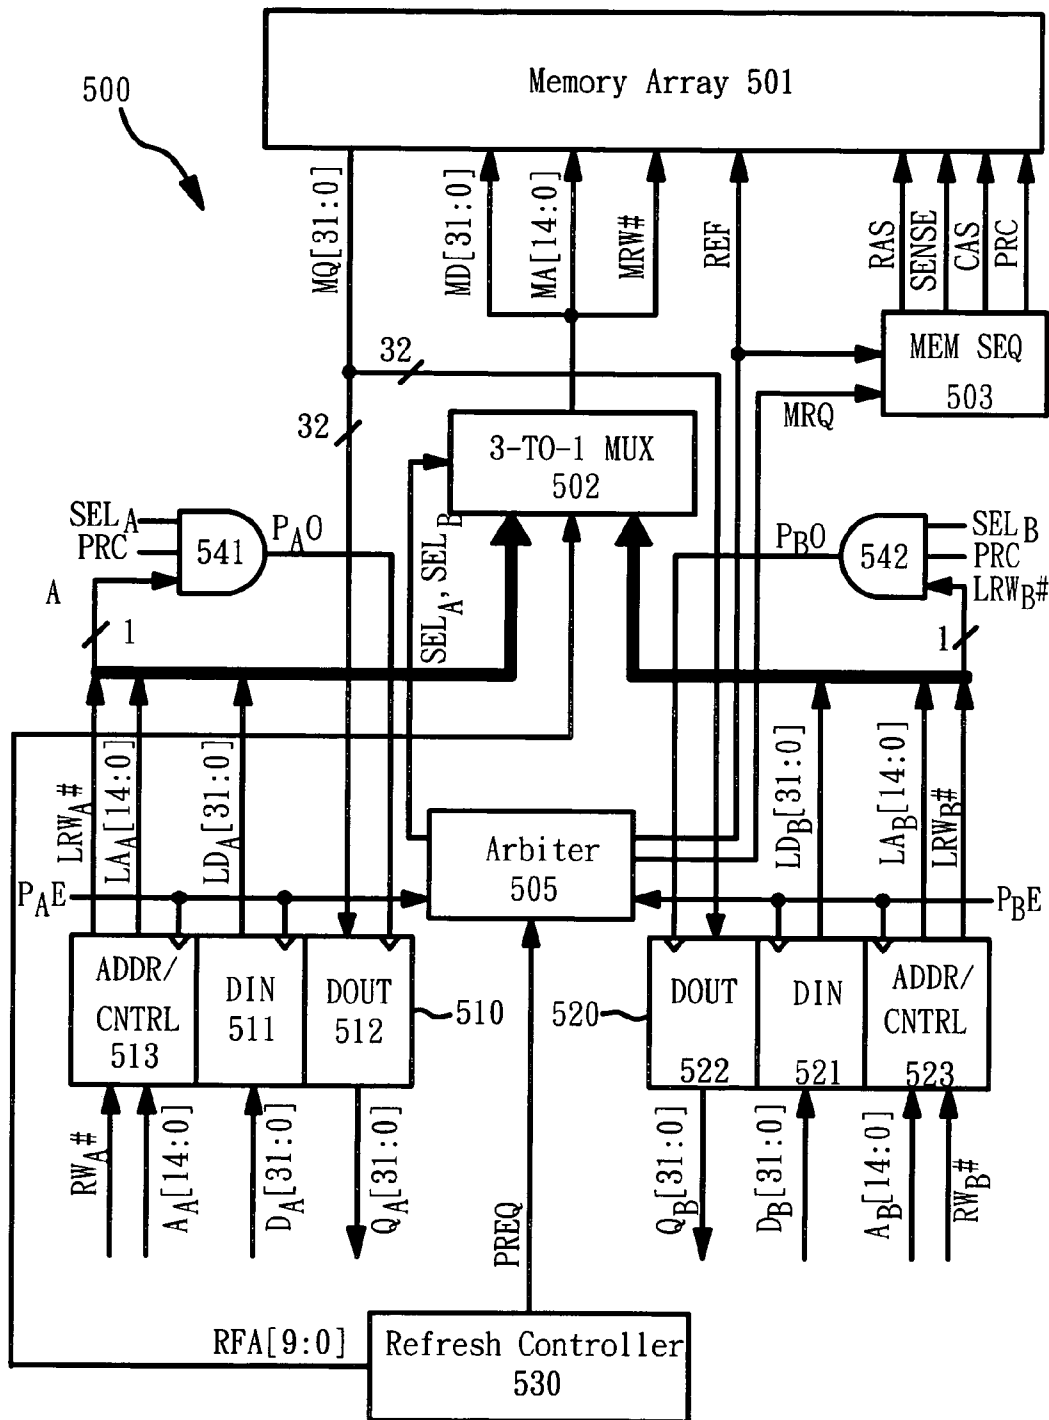 Memory Array 501
500
MQ[31:0]
MD[31:0]
MA[14:0]
MRW#
REF
RAS
SENSE
CAS
PRC
MEM SEQ
503
MRQ
32
32
3-TO-1 MUX
502
SELA
PRC
541
PAO
A
1
SELA, SELB
PBO
542
SELB
PRC
LRWB#
1
LRWA#
LAA[14:0]
LDA[31:0]
LDB[31:0]
LAB[14:0]
LRWB#
Arbiter
505
PAE
PBE
ADDR/
CNTRL
513
DIN
511
DOUT
512
510
520
DOUT
522
DIN
521
ADDR/
CNTRL
523
RWA#
AA[14:0]
DA[31:0]
QA[31:0]
PREQ
QB[31:0]
DB[31:0]
AB[14:0]
RWB#
RFA[9:0]
Refresh Controller
530